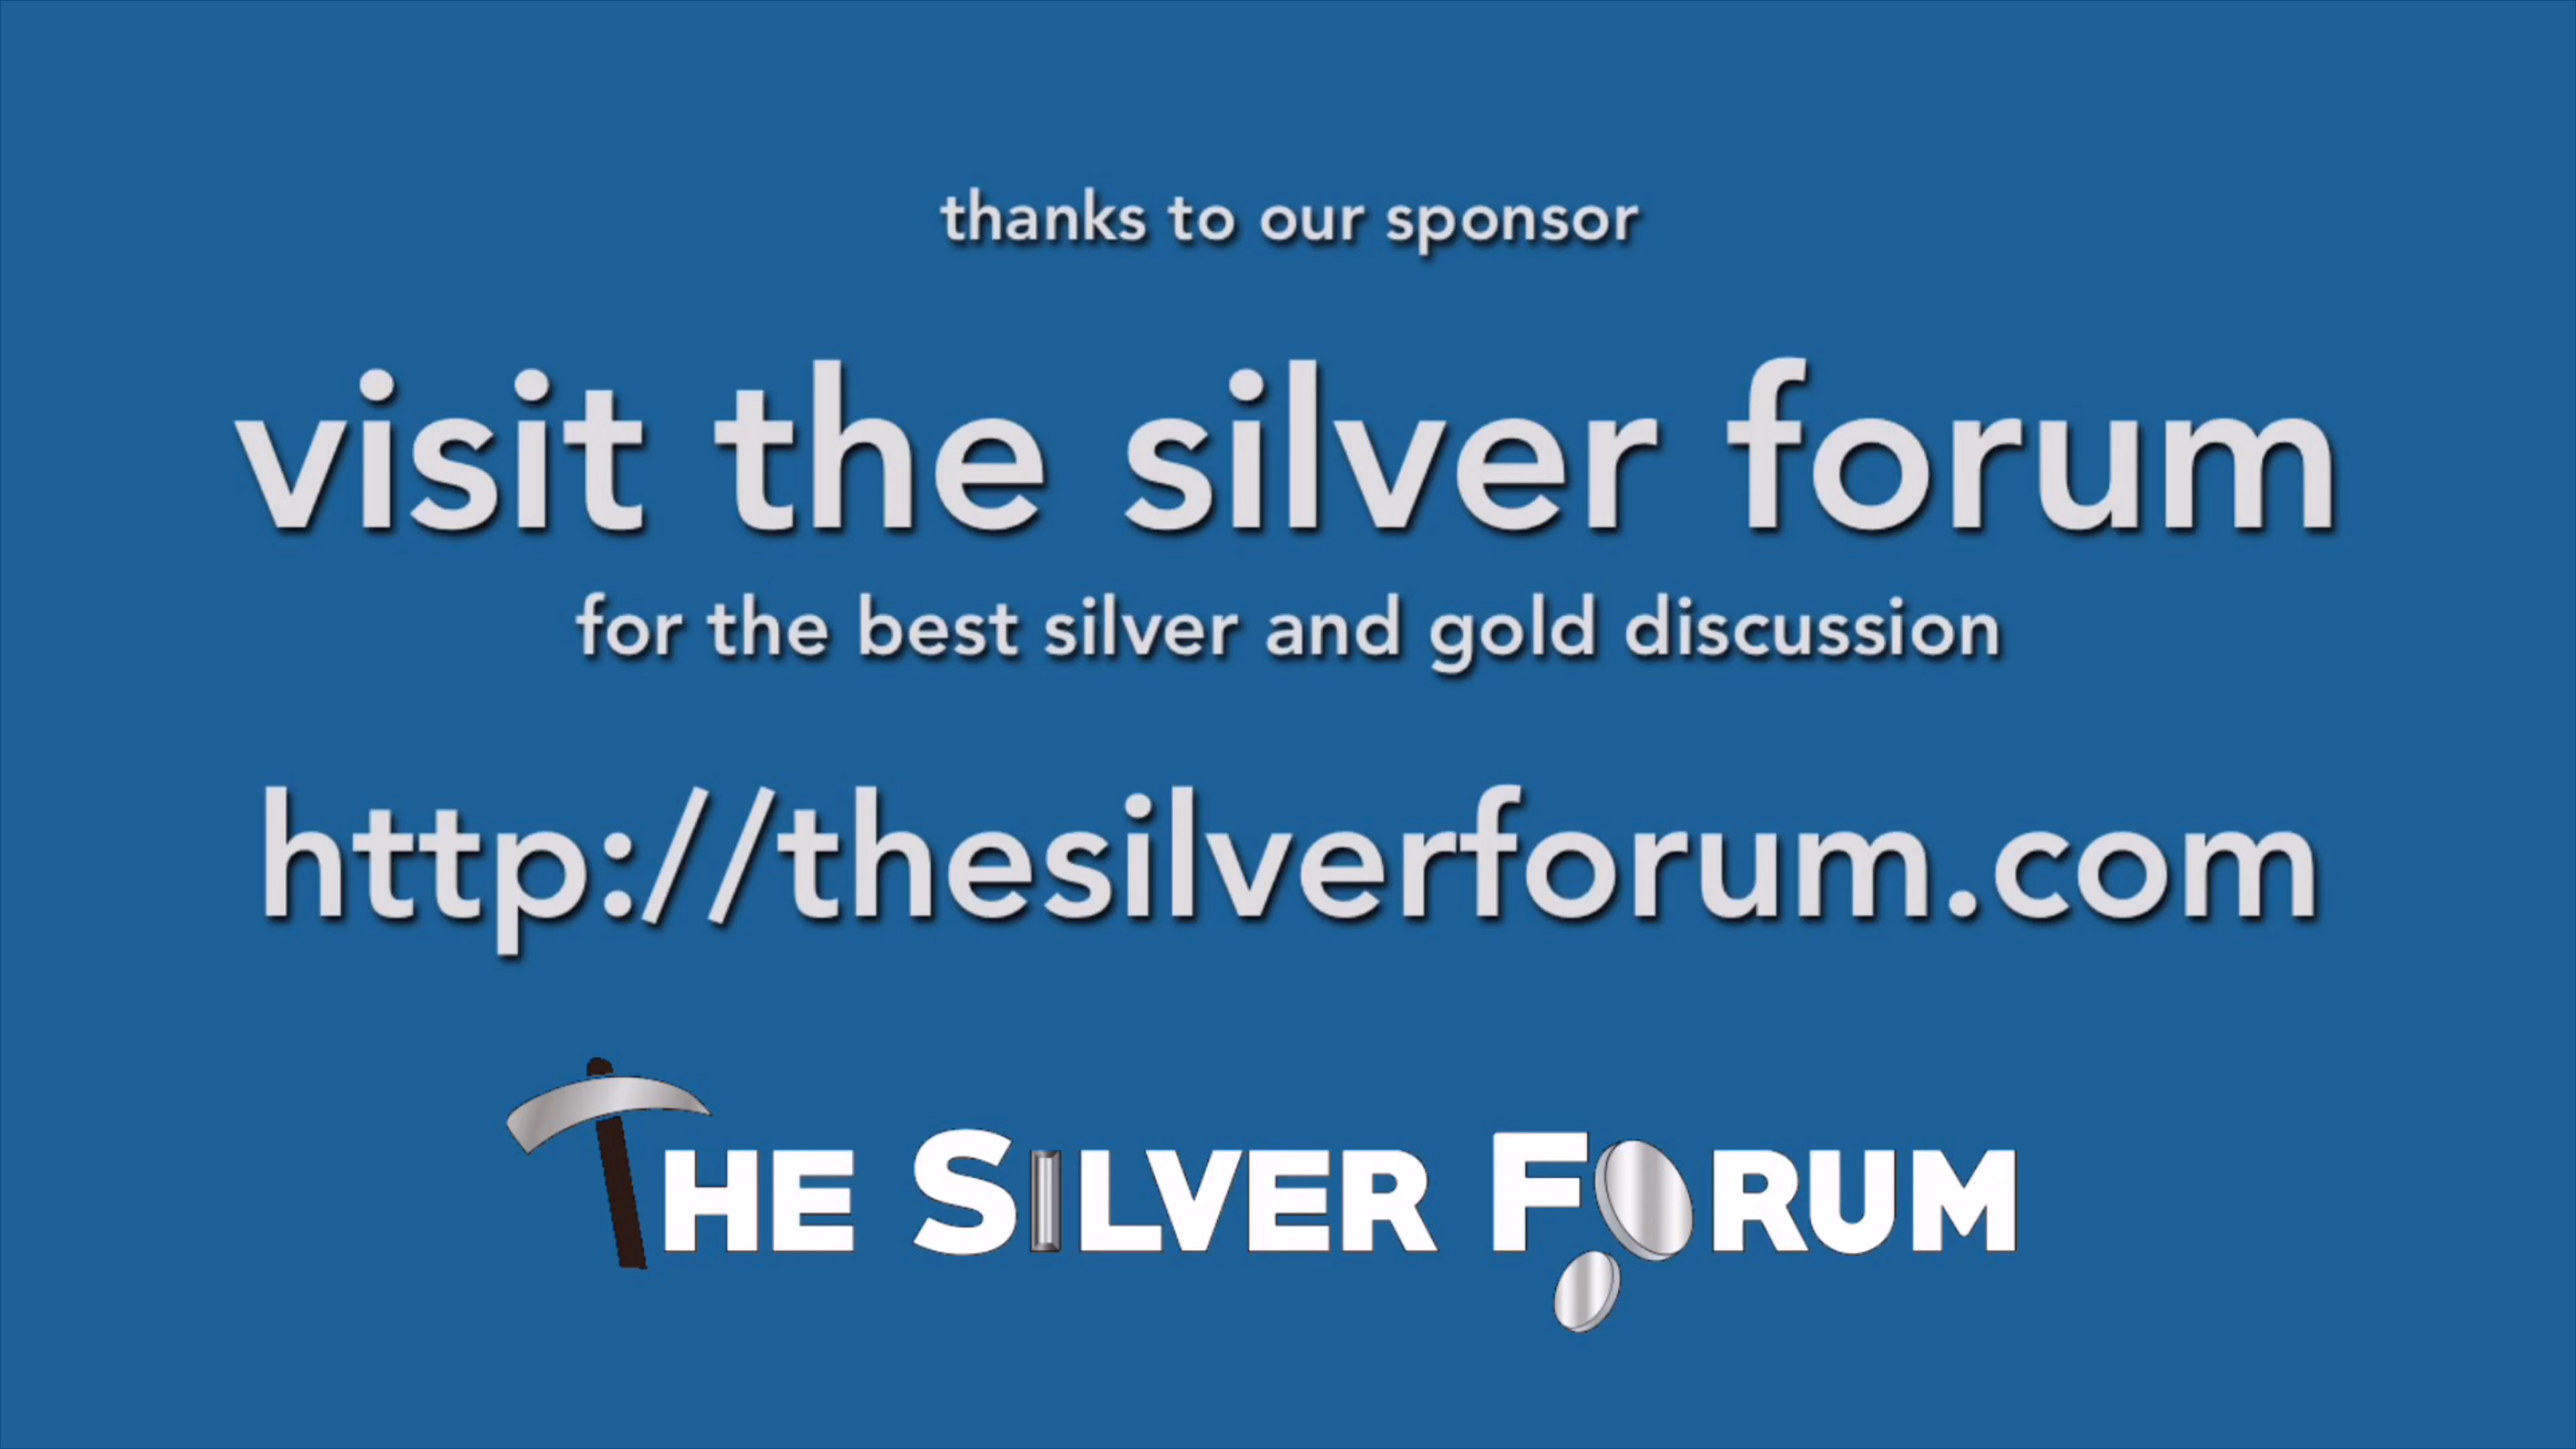 thanks to our sponsor
visit the silver forum
for the best silver and gold discussion
http://thesilverforum.com
THE SILVER FORUM